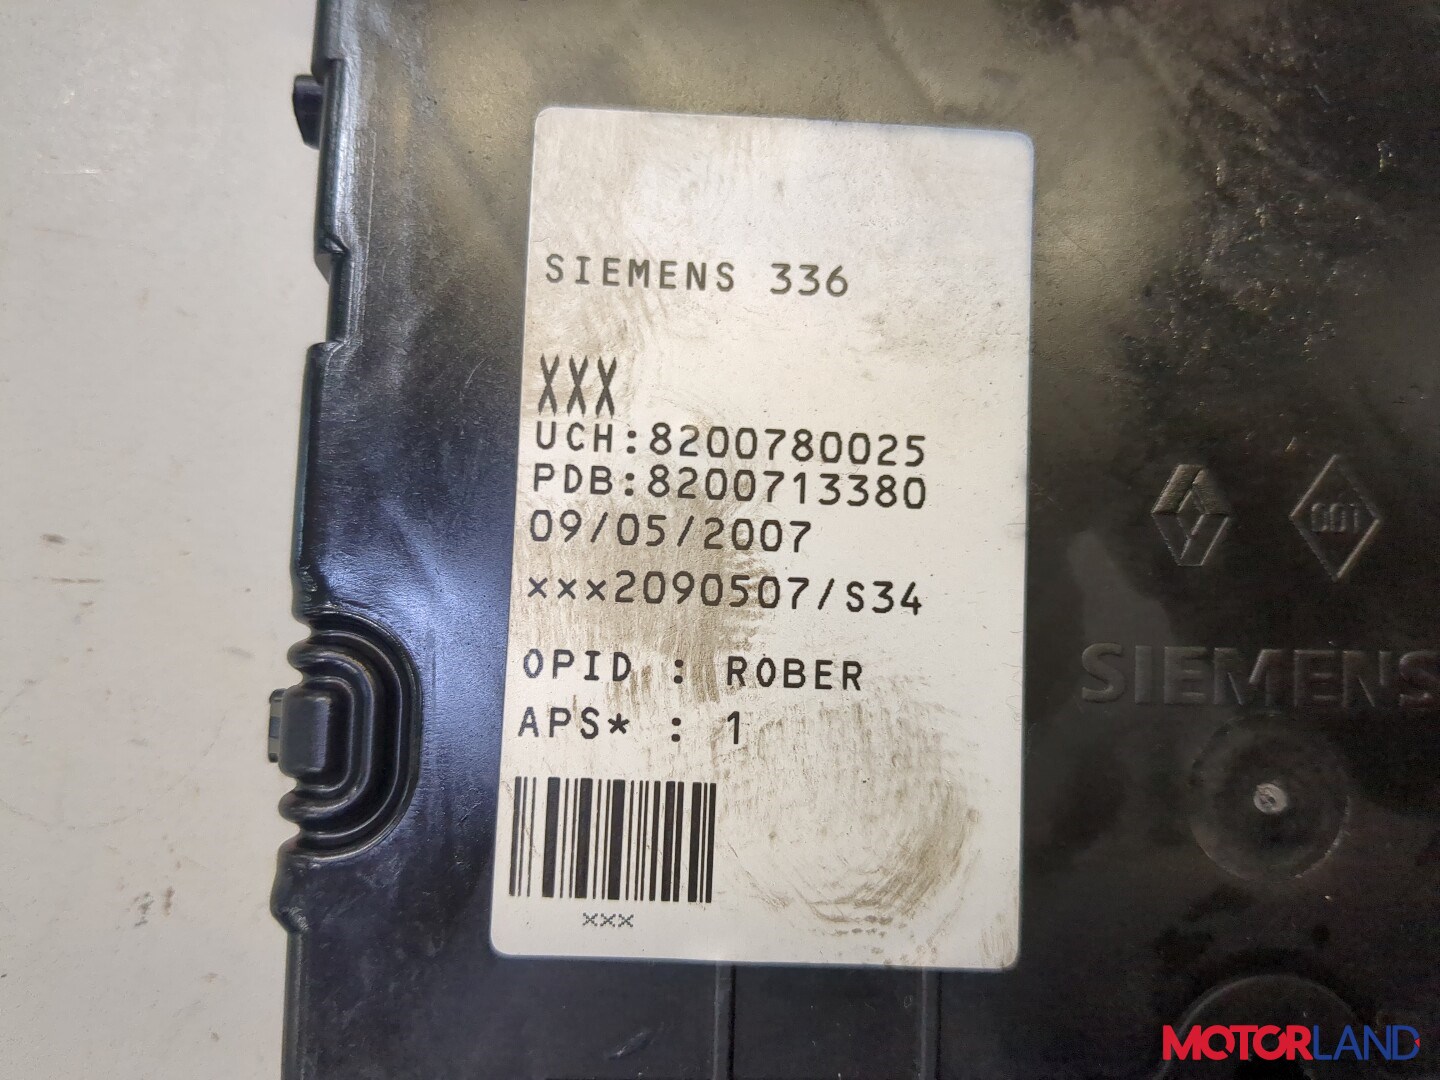 SIEMENS 336
XXX
UCH:8200780025
PDB:8200713380
09/05/2007
xxx2090507/S34
OPID : ROBER
APS* : 1
xxx
SIEMENS
MOTORLAND